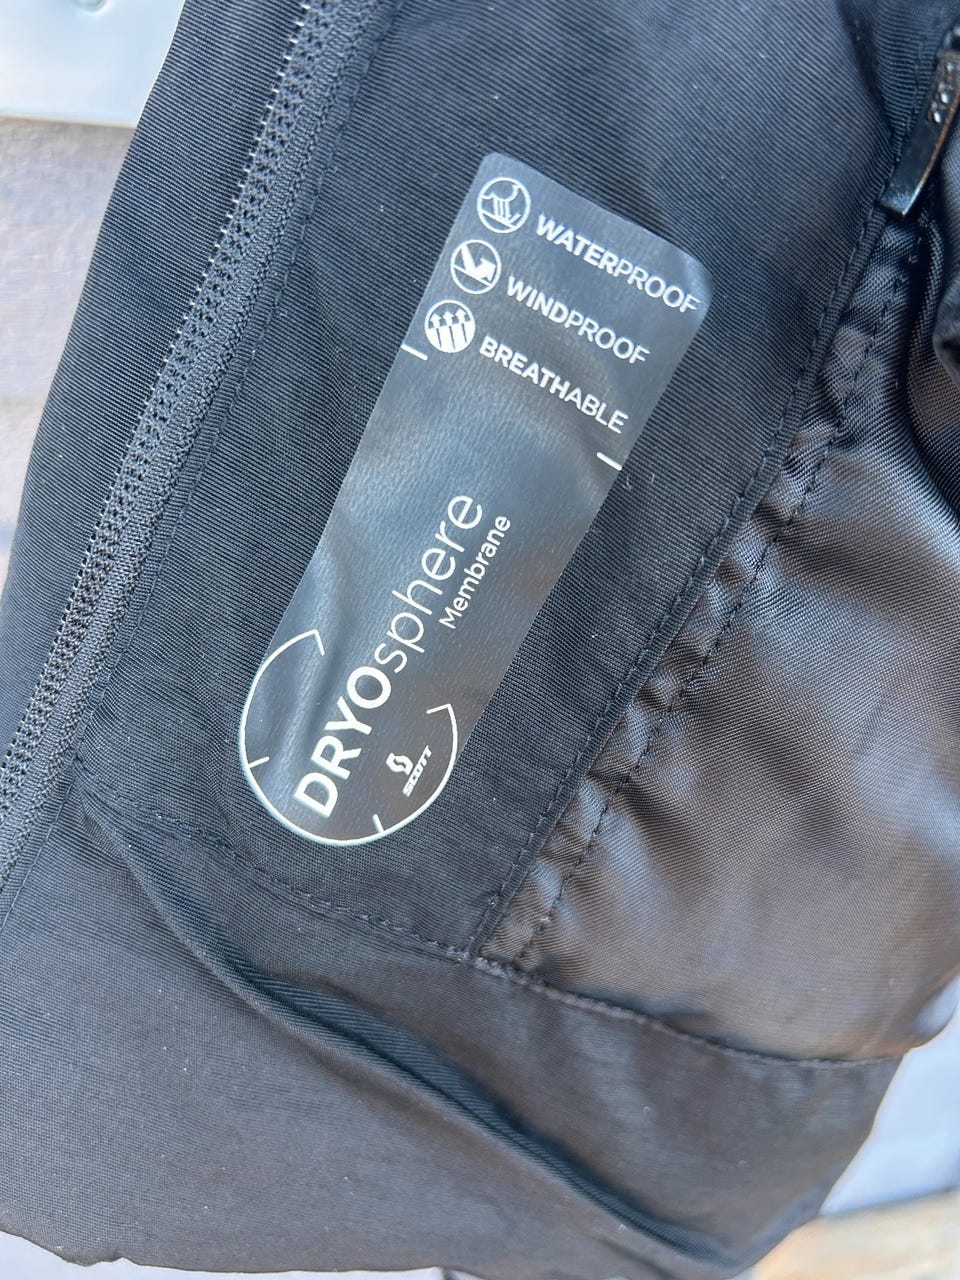 WATERPROOF
WINDPROOF
BREATHABLE
DRYOsphere
Membrane
SCOTT